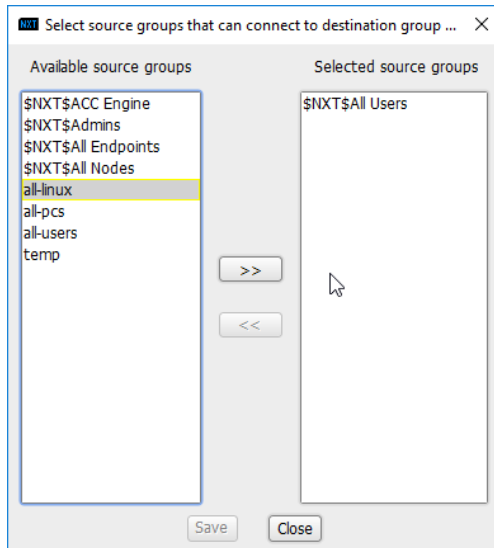 NXT Select source groups that can connect to destination group ...
Available source groups
Selected source groups
$NXT$ACC Engine
$NXT$Admins
$NXT$All Endpoints
$NXT$All Nodes
all-linux
all-pcs
all-users
temp
$NXT$All Users
>>
<<
Save
Close